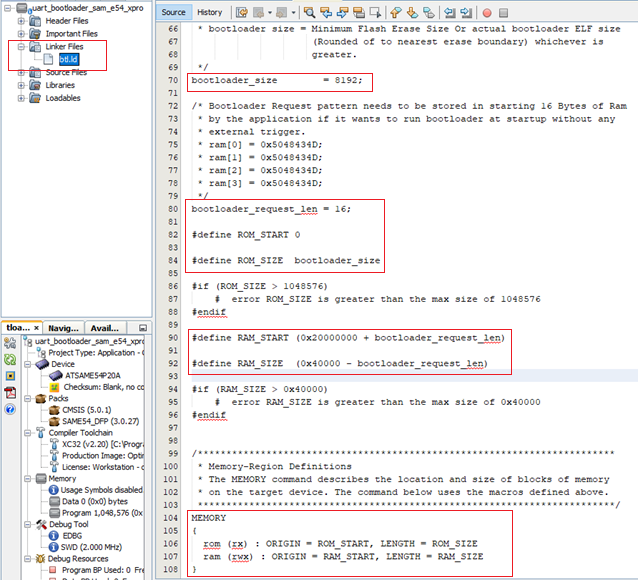 uart_bootloader_sam_e54_xpro
Header Files
Important Files
Linker Files
btl.ld
Source Files
Libraries
Loadables
tloa... × Navig... Avail...
uart_bootloader_sam_e54_xpro
Project Type: Application -
Device
ATSAME54P20A
Checksum: Blank, no co
Packs
CMSIS (5.0.1)
SAME54_DFP (3.0.27)
Compiler Toolchain
XC32 (v2.20) [C:\Progra
Production Image: Optin
License: Workstation - c
Memory
Usage Symbols disabled
Data 0 (0x0) bytes
Program 1,048,576 (0x
Debug Tool
EDBG
SWD (2.000 MHz)
Debug Resources
Program BP Used: 0 Free
Source History
66 * bootloader size = Minimum Flash Erase Size Or actual bootloader ELF size
67 (Rounded of to nearest erase boundary) whichever is
68 greater.
69 */
70 bootloader_size = 8192;
71
72 /* Bootloader Request pattern needs to be stored in starting 16 Bytes of Ram
73 * by the application if it wants to run bootloader at startup without any
74 * external trigger.
75 * ram[0] = 0x5048434D;
76 * ram[1] = 0x5048434D;
77 * ram[2] = 0x5048434D;
78 * ram[3] = 0x5048434D;
79 */
80 bootloader_request_len = 16;
81
82 #define ROM_START 0
83
84 #define ROM_SIZE bootloader_size
85
86 #if (ROM_SIZE > 1048576)
87 # error ROM_SIZE is greater than the max size of 1048576
88 #endif
89
90 #define RAM_START (0x20000000 + bootloader_request_len)
91
92 #define RAM_SIZE (0x40000 - bootloader_request_len)
93
94 #if (RAM_SIZE > 0x40000)
95 # error RAM_SIZE is greater than the max size of 0x40000
96 #endif
97
98
99 /*************************************************************************
100 * Memory-Region Definitions
101 * The MEMORY command describes the location and size of blocks of memory
102 * on the target device. The command below uses the macros defined above.
103 *************************************************************************/
104 MEMORY
105 {
106 rom (rx) : ORIGIN = ROM_START, LENGTH = ROM_SIZE
107 ram (rwx) : ORIGIN = RAM_START, LENGTH = RAM_SIZE
108 }